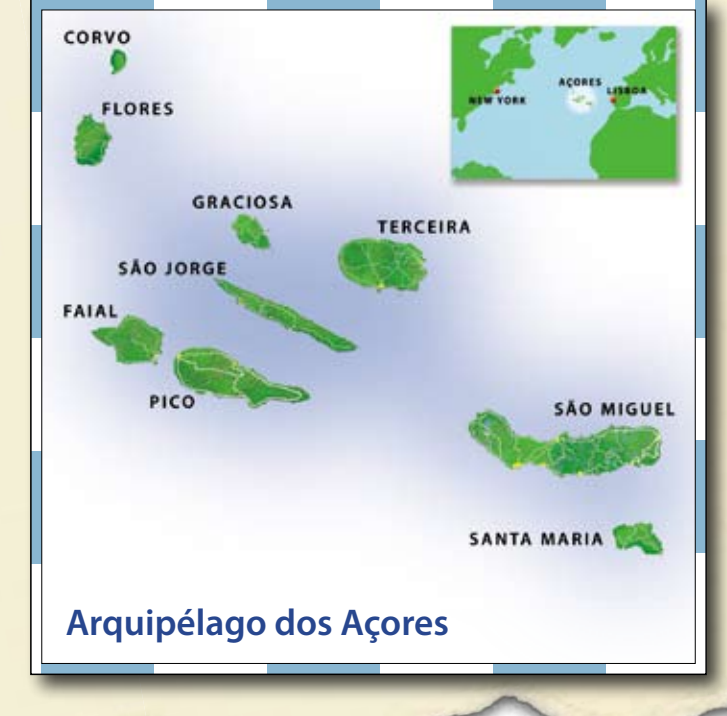 CORVO
FLORES
AÇORES
LISBOA
NEW YORK
GRACIOSA
TERCEIRA
SÃO JORGE
FAIAL
PICO
SÃO MIGUEL
SANTA MARIA
Arquipélago dos Açores